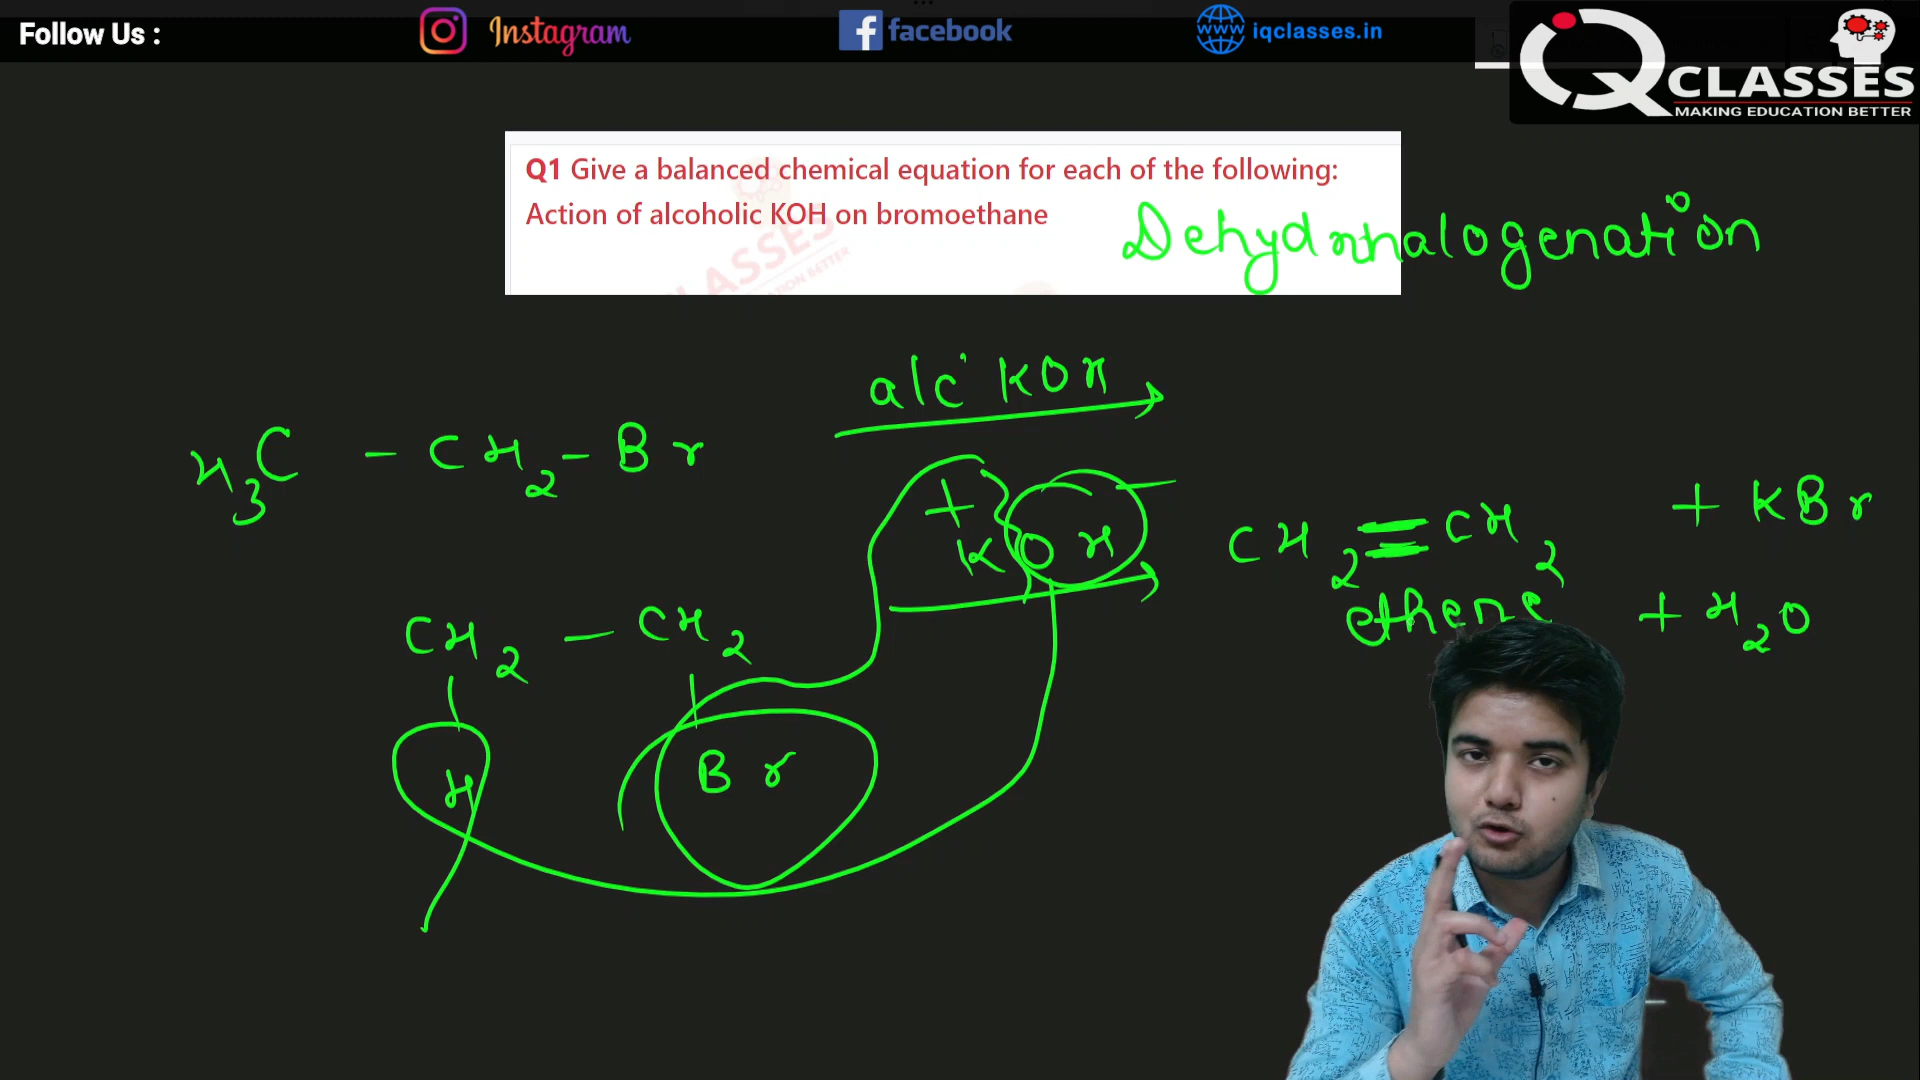 Follow Us :
Instagram
facebook
www iqclasses.in
IQ CLASSES
MAKING EDUCATION BETTER
Q1 Give a balanced chemical equation for each of the following:
Action of alcoholic KOH on bromoethane
Dehydrohalogenation
alc KOH
H3C - CH2 - Br
+ KOH
CH2 = CH2 + KBr
ethene + H2O
CH2 - CH2
H Br